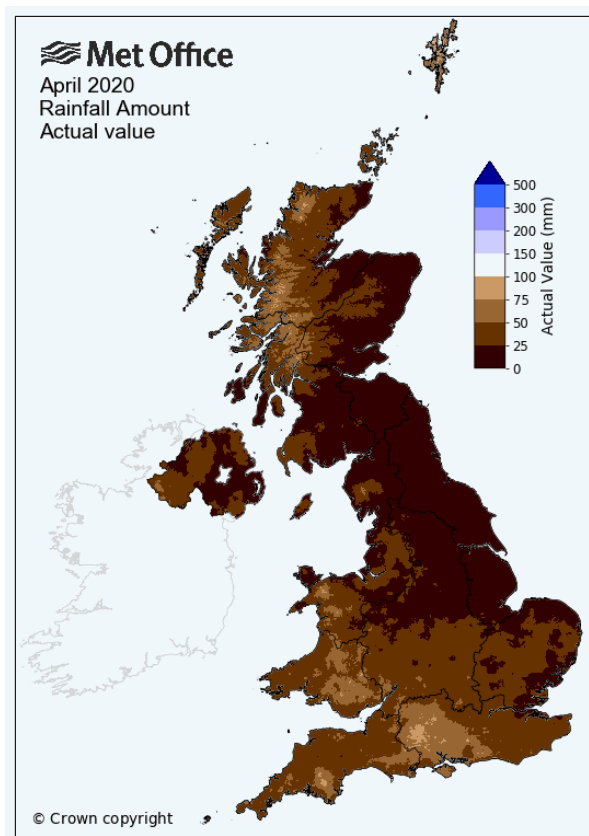 Met Office
April 2020
Rainfall Amount
Actual value
500
300
200
150
100
75
50
25
0
Actual Value (mm)
© Crown copyright